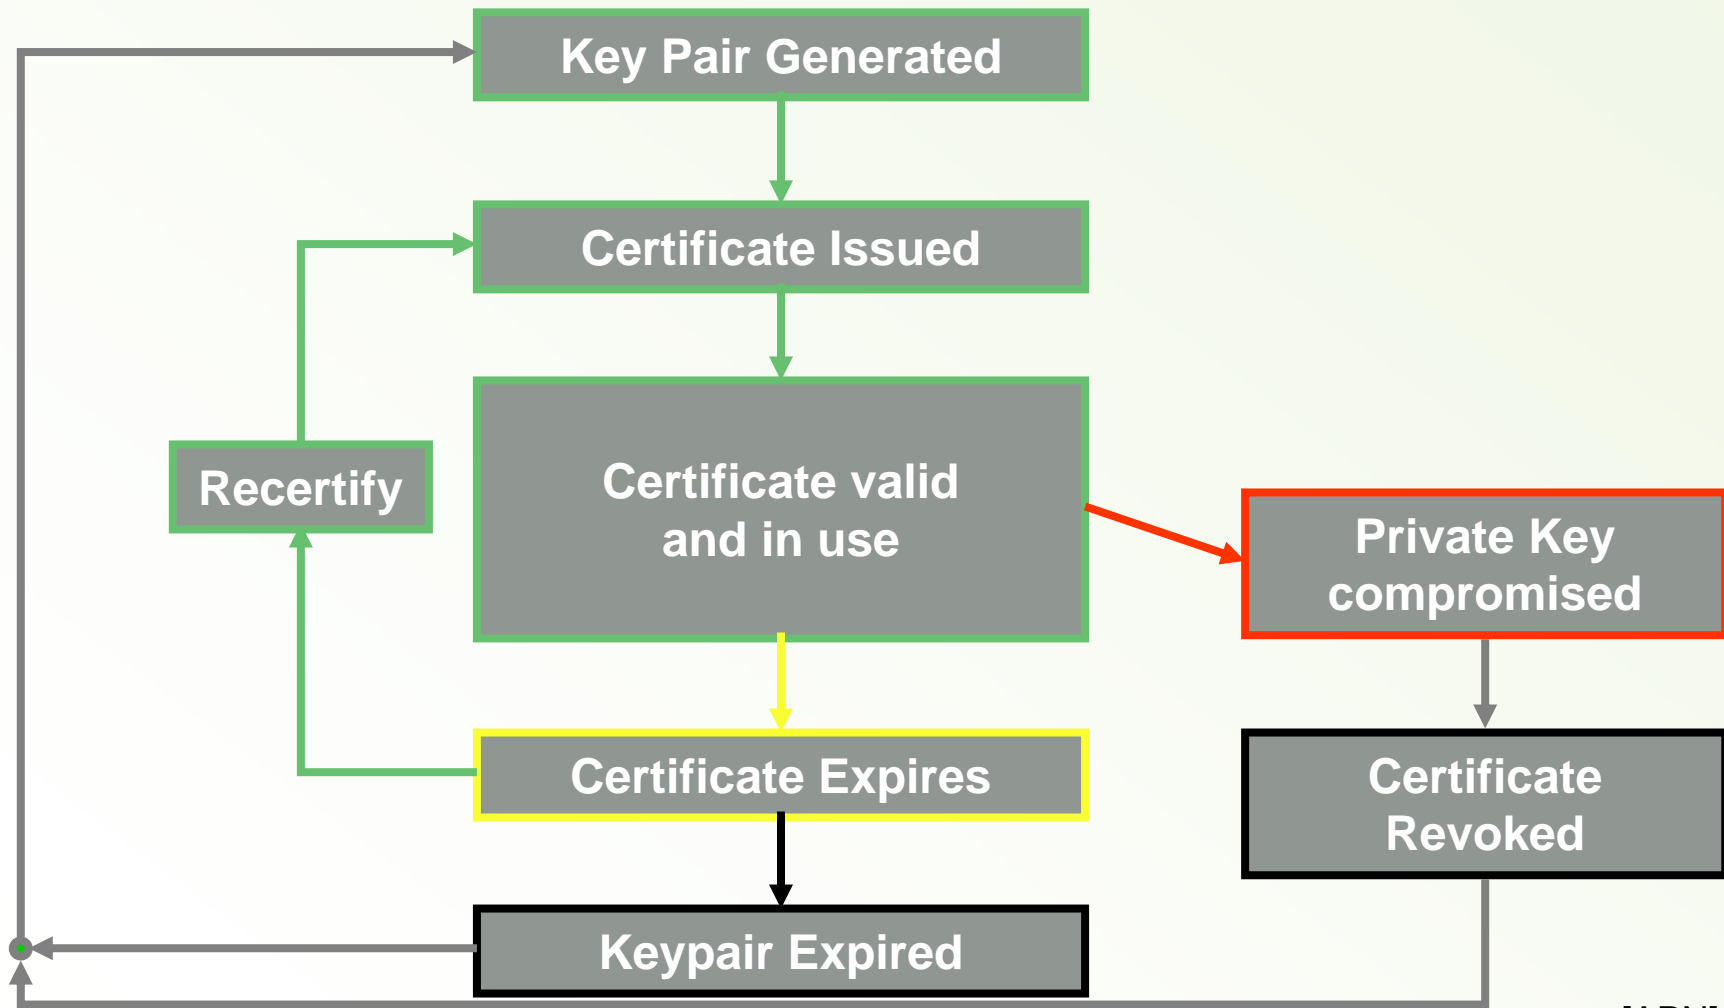 Key Pair Generated
Certificate Issued
Certificate valid
and in use
Recertify
Private Key
compromised
Certificate Expires
Certificate
Revoked
Keypair Expired